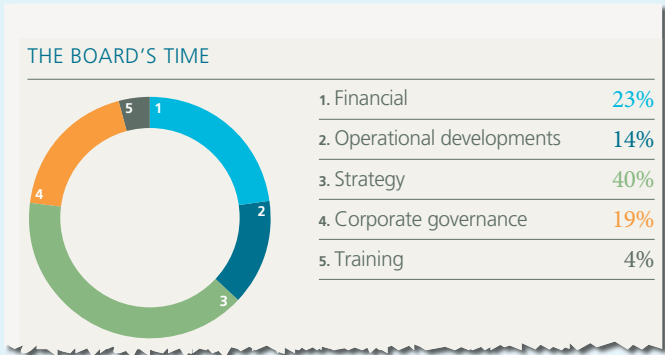 THE BOARD'S TIME
1. Financial 23%
2. Operational developments 14%
3. Strategy 40%
4. Corporate governance 19%
5. Training 4%
5 1
4
2
3